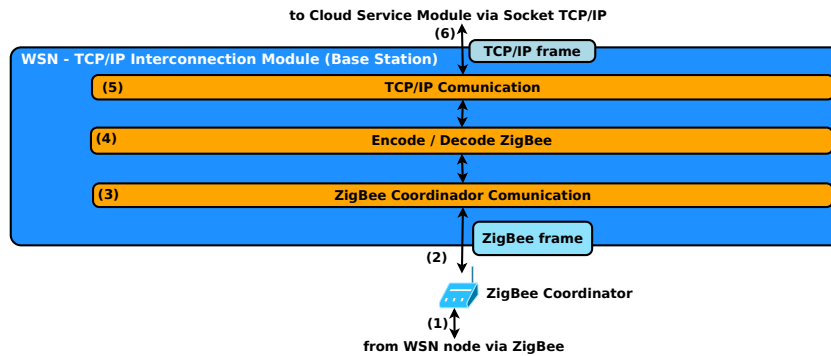 to Cloud Service Module via Socket TCP/IP
(6)
TCP/IP frame
WSN - TCP/IP Interconnection Module (Base Station)
(5) TCP/IP Comunication
(4) Encode / Decode ZigBee
(3) ZigBee Coordinador Comunication
ZigBee frame
(2)
ZigBee Coordinator
(1)
from WSN node via ZigBee